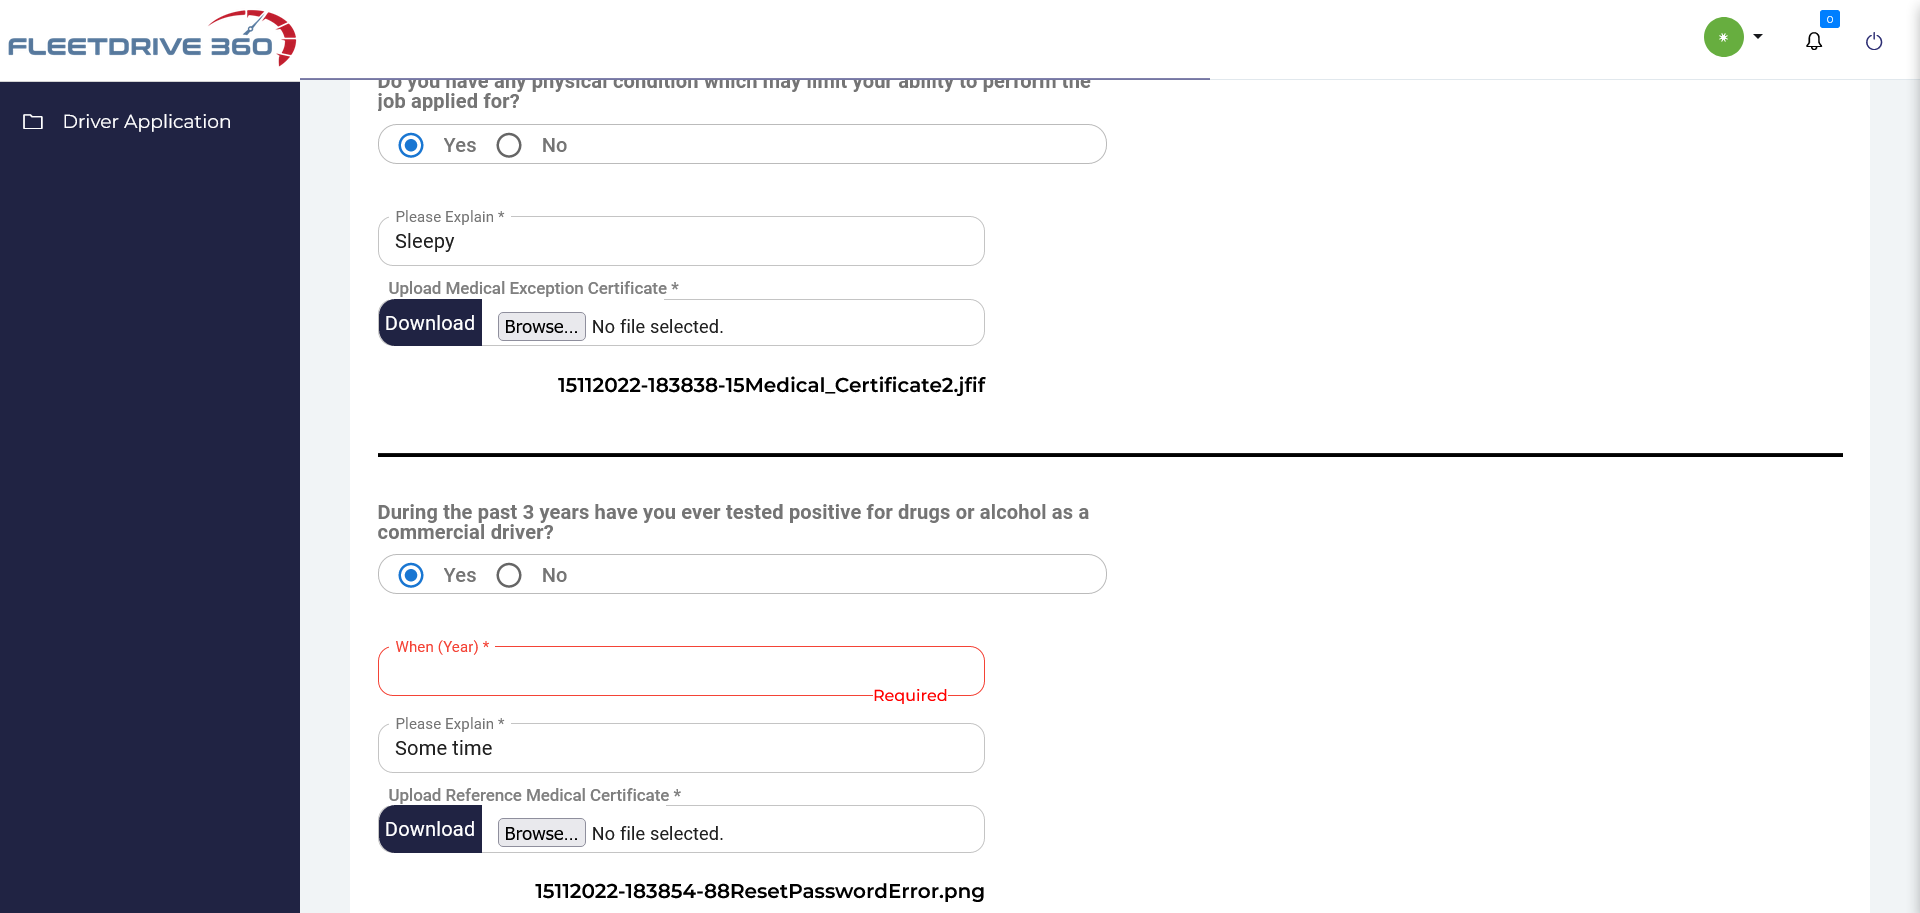 FLEETDRIVE 360
0
Driver Application
Do you have any physical condition which may limit your ability to perform the
job applied for?
Yes No
Please Explain *
Sleepy
Upload Medical Exception Certificate *
Download Browse... No file selected.
15112022-183838-15Medical_Certificate2.jfif
During the past 3 years have you ever tested positive for drugs or alcohol as a
commercial driver?
Yes No
When (Year) *
Required
Please Explain *
Some time
Upload Reference Medical Certificate *
Download Browse... No file selected.
15112022-183854-88ResetPasswordError.png